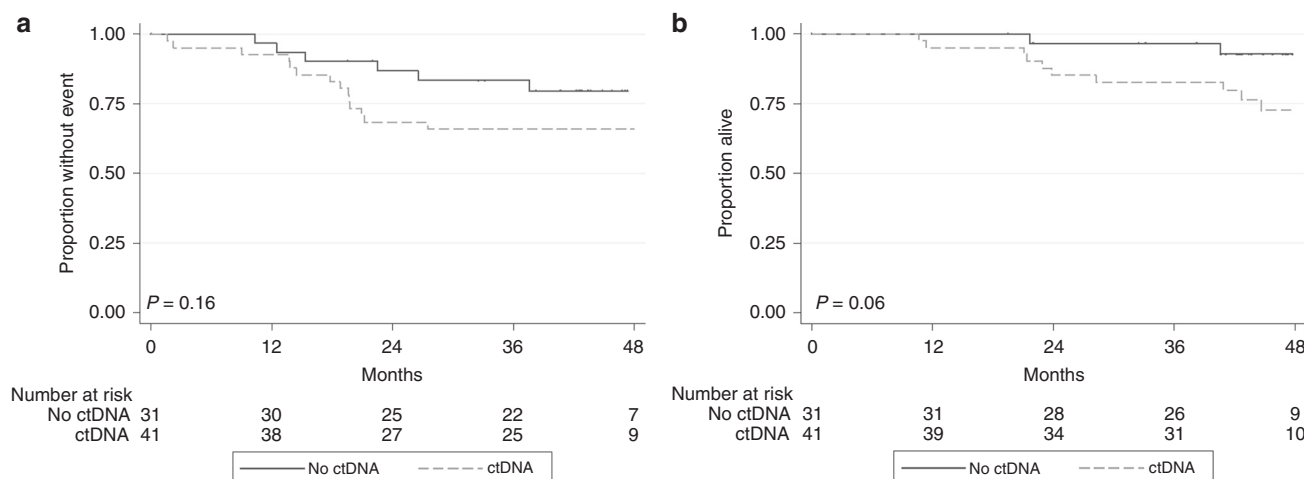 a
Proportion without event
1.00
0.75
0.50
0.25
0.00
P = 0.16
0 12 24 36 48
Months
Number at risk
No ctDNA 31 30 25 22 7
ctDNA 41 38 27 25 9
No ctDNA ctDNA
b
Proportion alive
1.00
0.75
0.50
0.25
0.00
P = 0.06
0 12 24 36 48
Months
Number at risk
No ctDNA 31 31 28 26 9
ctDNA 41 39 34 31 10
No ctDNA ctDNA